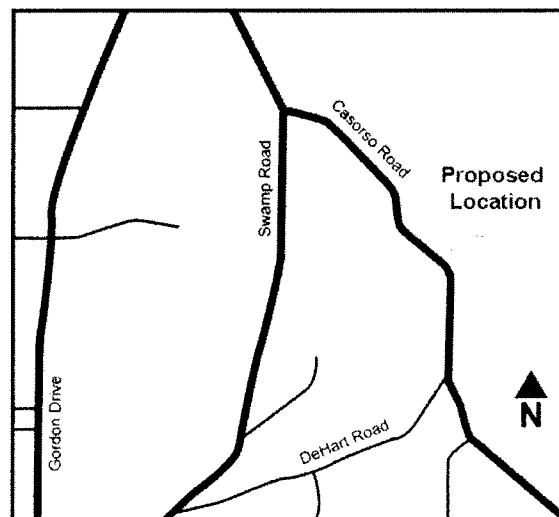 Casorso Road
Swamp Road
Proposed
Location
Gordon Drive
DeHart Road
N